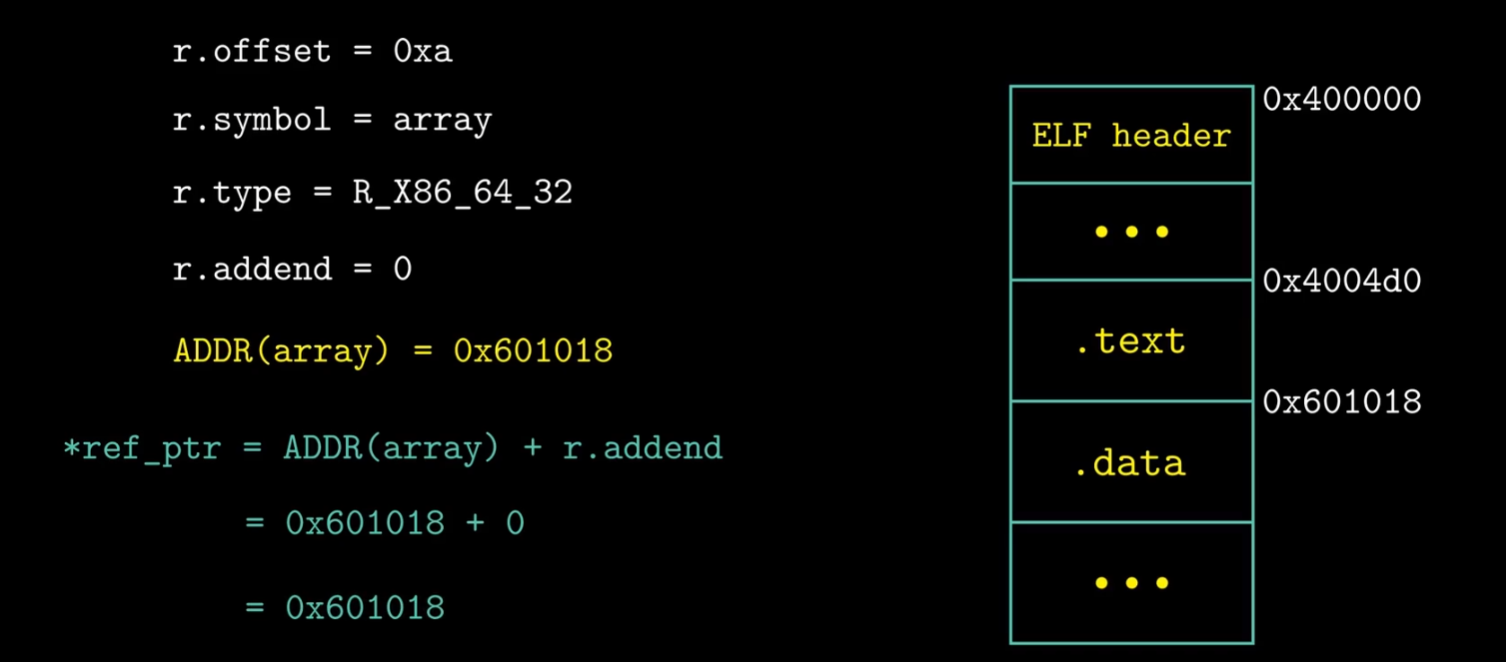 r.offset = 0xa
r.symbol = array
r.type = R_X86_64_32
r.addend = 0
ADDR(array) = 0x601018
*ref_ptr = ADDR(array) + r.addend
= 0x601018 + 0
= 0x601018
0x400000
ELF header
•••
0x4004d0
.text
0x601018
.data
•••